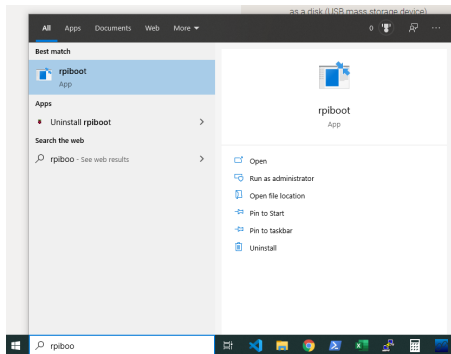 as a disk (USB mass storage device)
All Apps Documents Web More 0
Best match
rpiboot
App
Apps
Uninstall rpiboot
Search the web
rpiboo - See web results
rpiboot
App
Open
Run as administrator
Open file location
Pin to Start
Pin to taskbar
Uninstall
rpiboo